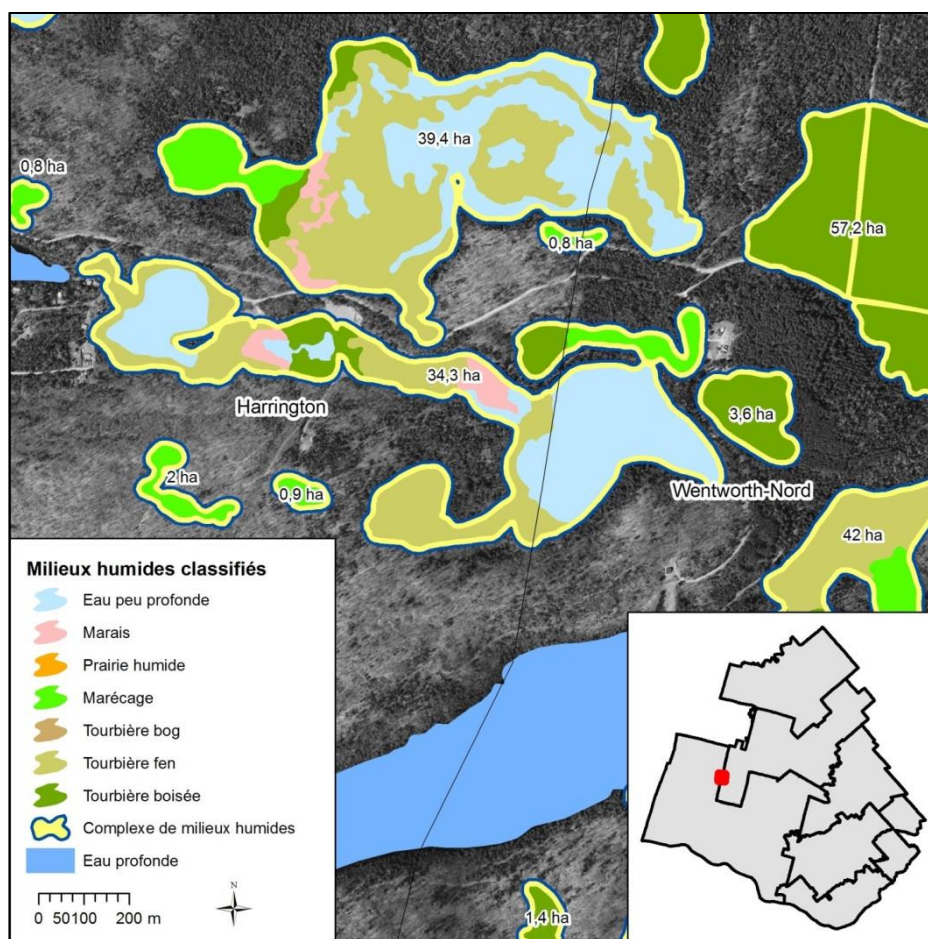 39,4 ha
0,8 ha
57,2 ha
0,8 ha
34,3 ha
Harrington
3,6 ha
2 ha
0,9 ha
Wentworth-Nord
42 ha
Milieux humides classifiés
Eau peu profonde
Marais
Prairie humide
Marécage
Tourbière bog
Tourbière fen
Tourbière boisée
Complexe de milieux humides
Eau profonde
N
0 50100 200 m
1,4 ha